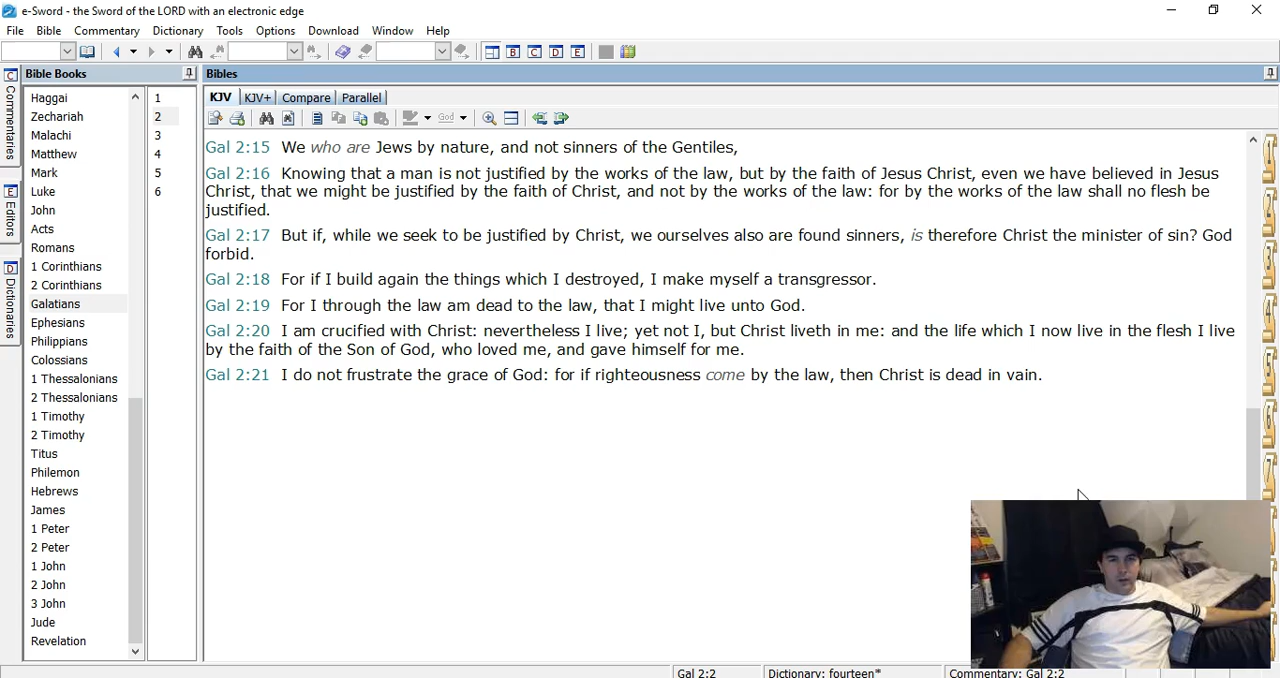 e-Sword - the Sword of the LORD with an electronic edge
File Bible Commentary Dictionary Tools Options Download Window Help
B C D E
C Commentaries
E Editors
D Dictionaries
Bible Books
Haggai
Zechariah
Malachi
Matthew
Mark
Luke
John
Acts
Romans
1 Corinthians
2 Corinthians
Galatians
Ephesians
Philippians
Colossians
1 Thessalonians
2 Thessalonians
1 Timothy
2 Timothy
Titus
Philemon
Hebrews
James
1 Peter
2 Peter
1 John
2 John
3 John
Jude
Revelation
1
2
3
4
5
6
Bibles
KJV KJV+ Compare Parallel
God
Gal 2:15 We who are Jews by nature, and not sinners of the Gentiles,
Gal 2:16 Knowing that a man is not justified by the works of the law, but by the faith of Jesus Christ, even we have believed in Jesus
Christ, that we might be justified by the faith of Christ, and not by the works of the law: for by the works of the law shall no flesh be
justified.
Gal 2:17 But if, while we seek to be justified by Christ, we ourselves also are found sinners, is therefore Christ the minister of sin? God
forbid.
Gal 2:18 For if I build again the things which I destroyed, I make myself a transgressor.
Gal 2:19 For I through the law am dead to the law, that I might live unto God.
Gal 2:20 I am crucified with Christ: nevertheless I live; yet not I, but Christ liveth in me: and the life which I now live in the flesh I live
by the faith of the Son of God, who loved me, and gave himself for me.
Gal 2:21 I do not frustrate the grace of God: for if righteousness come by the law, then Christ is dead in vain.
1
2
3
4
5
6
7
Gal 2:2 Dictionary: fourteen* Commentary: Gal 2:2